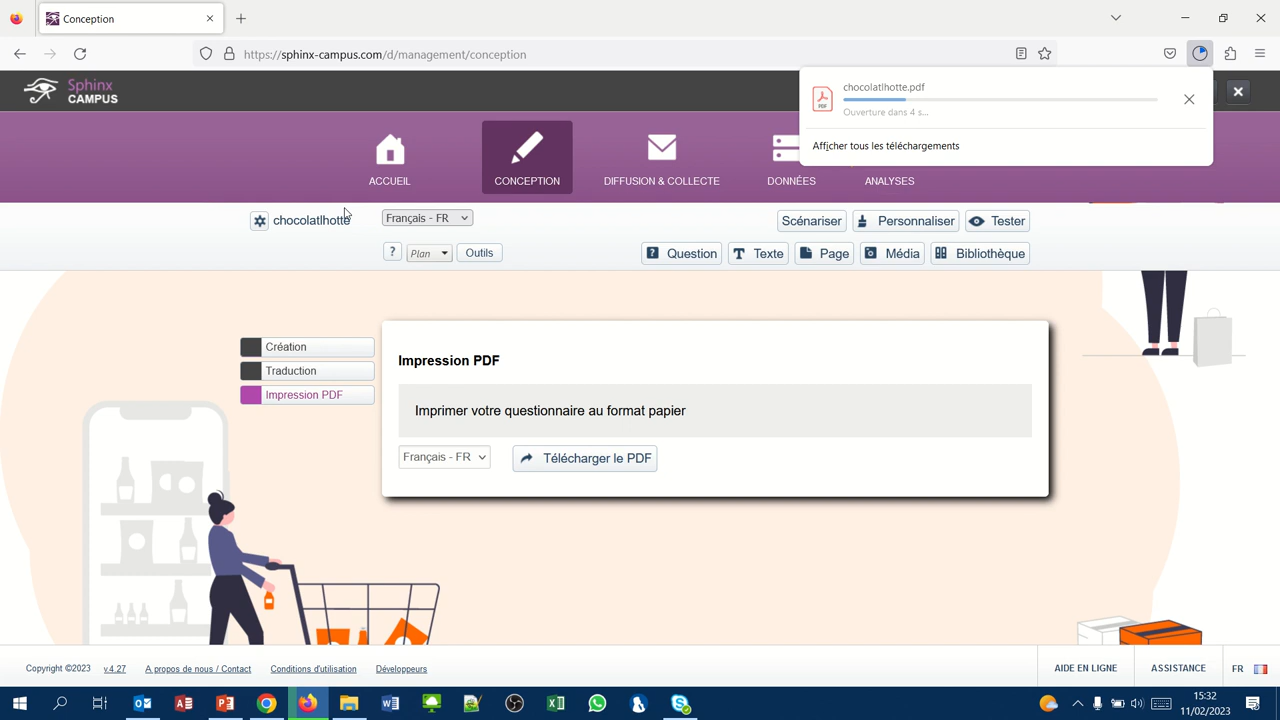 Conception
https://sphinx-campus.com/d/management/conception
chocolatlhotte.pdf
PDF
Ouverture dans 4 s...
Afficher tous les téléchargements
Sphinx
CAMPUS
ACCUEIL
CONCEPTION
DIFFUSION & COLLECTE
DONNÉES
ANALYSES
chocolatlhotte
Français - FR
Scénariser
Personnaliser
Tester
?
Plan
Outils
? Question
T Texte
Page
Média
Bibliothèque
Création
Traduction
Impression PDF
Impression PDF
Imprimer votre questionnaire au format papier
Français - FR
Télécharger le PDF
Copyright ©2023
v.4.27
A propos de nous / Contact
Conditions d'utilisation
Développeurs
AIDE EN LIGNE
ASSISTANCE
FR
15:32
11/02/2023